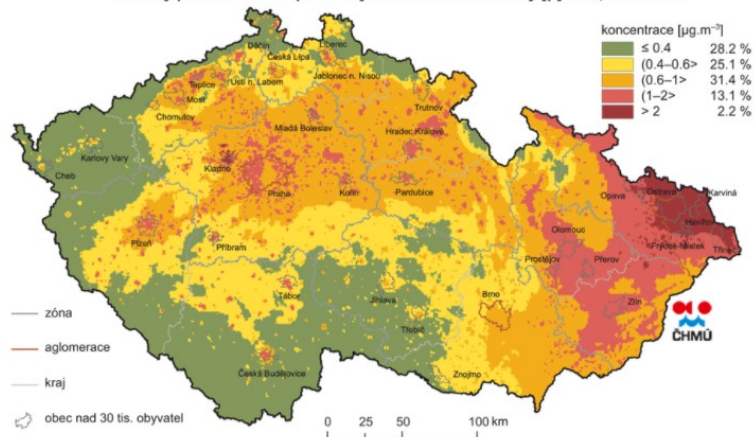 koncentrace [µg.m⁻³]
≤ 0.4 28.2 %
(0.4–0.6> 25.1 %
(0.6–1> 31.4 %
(1–2> 13.1 %
> 2 2.2 %
Děčín
Liberec
Česká Lípa
Ústí n. Labem
Jablonec n. Nisou
Teplice
Most
Chomutov
Trutnov
Mladá Boleslav
Hradec Králové
Karlovy Vary
Cheb
Kladno
Praha
Kolín
Pardubice
Opava
Ostrava
Karviná
Havířov
Plzeň
Příbram
Olomouc
Frýdek-Místek
Třinec
Prostějov
Přerov
Tábor
Jihlava
Brno
Zlín
Třebíč
České Budějovice
Znojmo
ČHMÚ
zóna
aglomerace
kraj
obec nad 30 tis. obyvatel
0 25 50 100 km